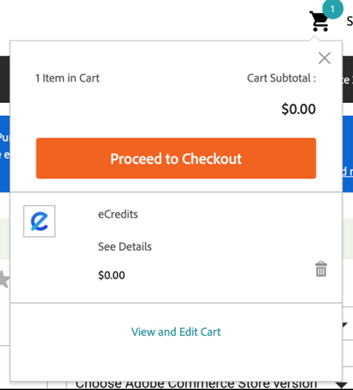 1
S
1 Item in Cart
Cart Subtotal :
$0.00
Proceed to Checkout
eCredits
See Details
$0.00
View and Edit Cart
Choose Adobe Commerce Store version